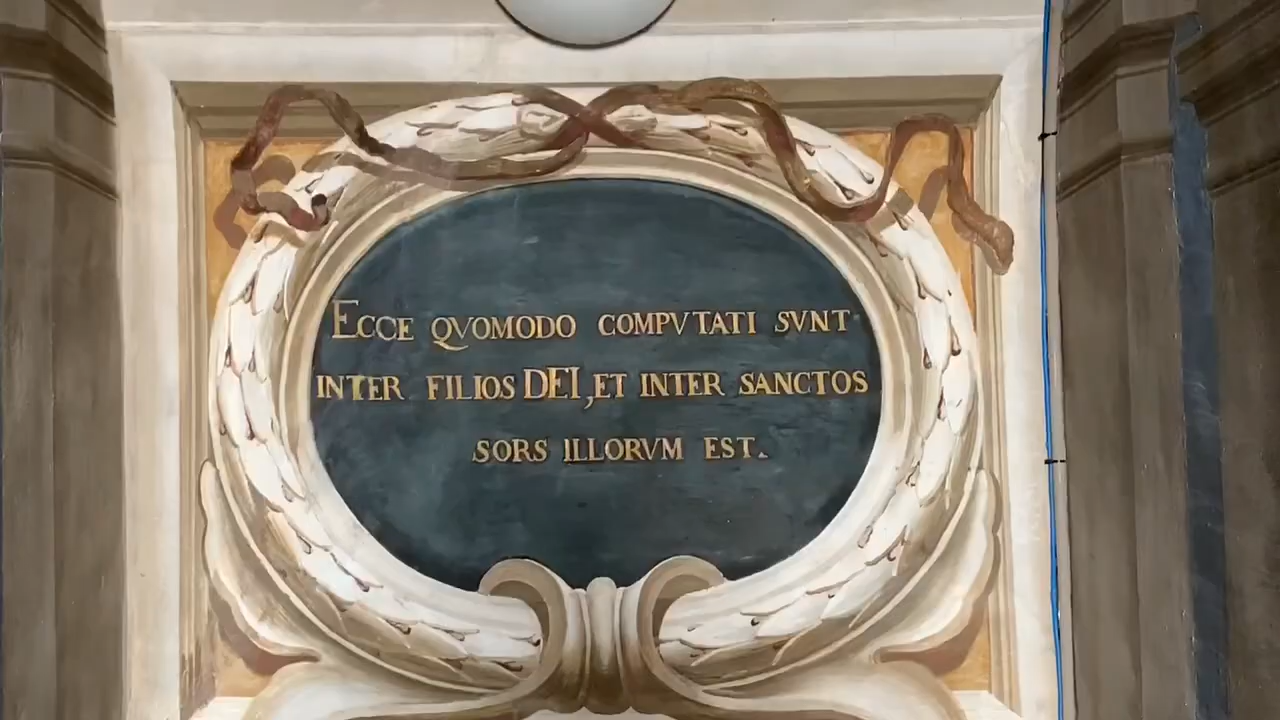 ECCE QVOMODO COMPVTATI SVNT
INTER FILIOS DEI, ET INTER SANCTOS
SORS ILLORVM EST.